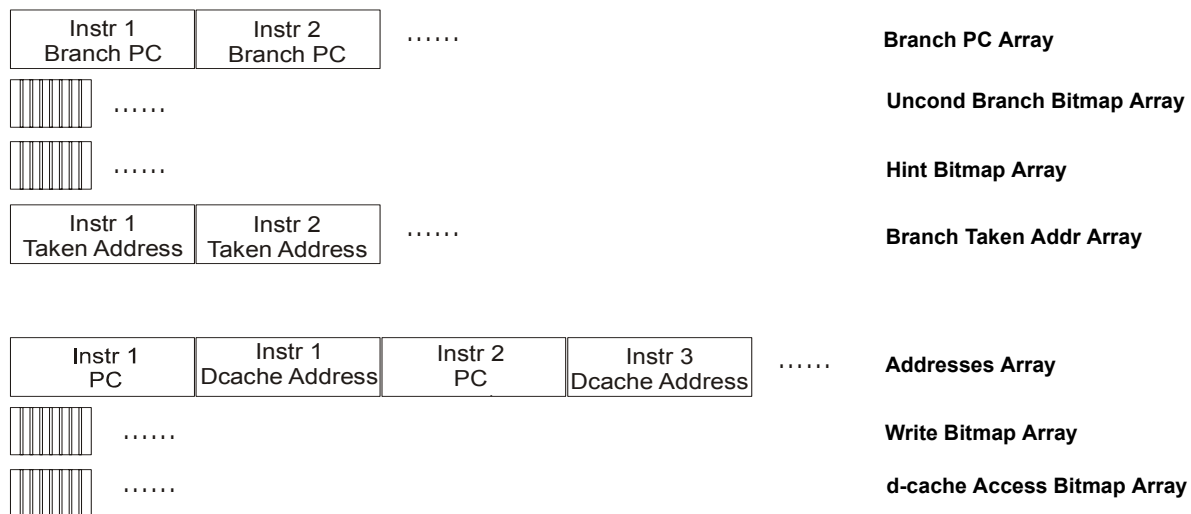 Instr 1 Instr 2 ...... Branch PC Array
Branch PC Branch PC
...... Uncond Branch Bitmap Array
...... Hint Bitmap Array
Instr 1 Instr 2 ...... Branch Taken Addr Array
Taken Address Taken Address
Instr 1 Instr 1 Instr 2 Instr 3 ...... Addresses Array
PC Dcache Address PC Dcache Address
...... Write Bitmap Array
...... d-cache Access Bitmap Array